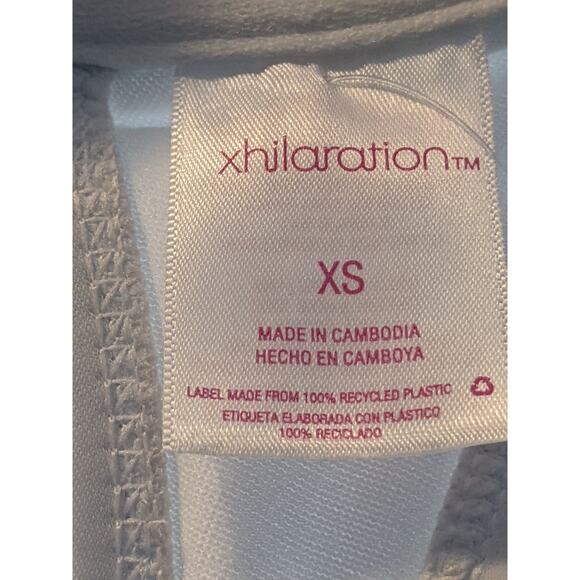 xhilaration™
XS
MADE IN CAMBODIA
HECHO EN CAMBOYA
LABEL MADE FROM 100% RECYCLED PLASTIC
ETIQUETA ELABORADA CON PLÁSTICO
100% RECICLADO